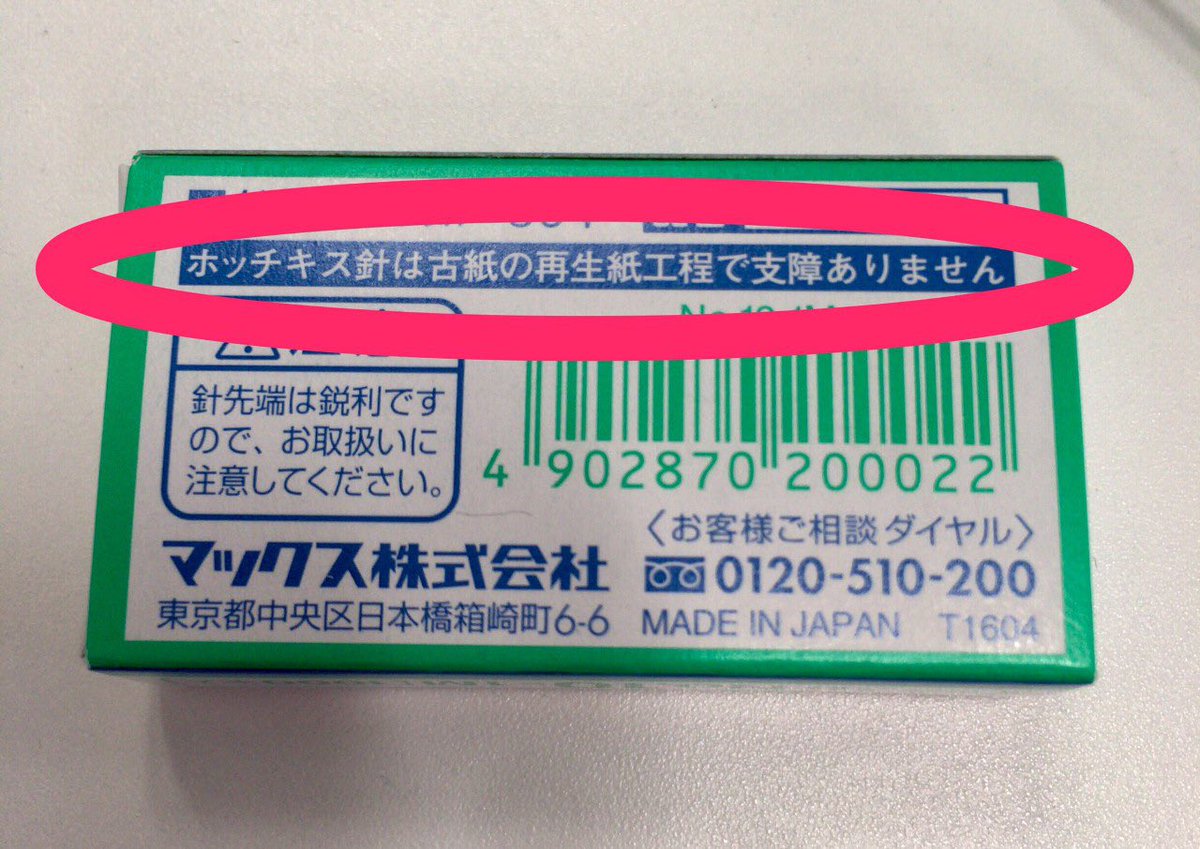 ホッチキス針は古紙の再生紙工程で支障ありません
針先端は鋭利です
ので、お取扱いに
注意してください。
4 902870 200022
〈お客様ご相談ダイヤル〉
0120-510-200
マックス株式会社
東京都中央区日本橋箱崎町6-6
MADE IN JAPAN T1604